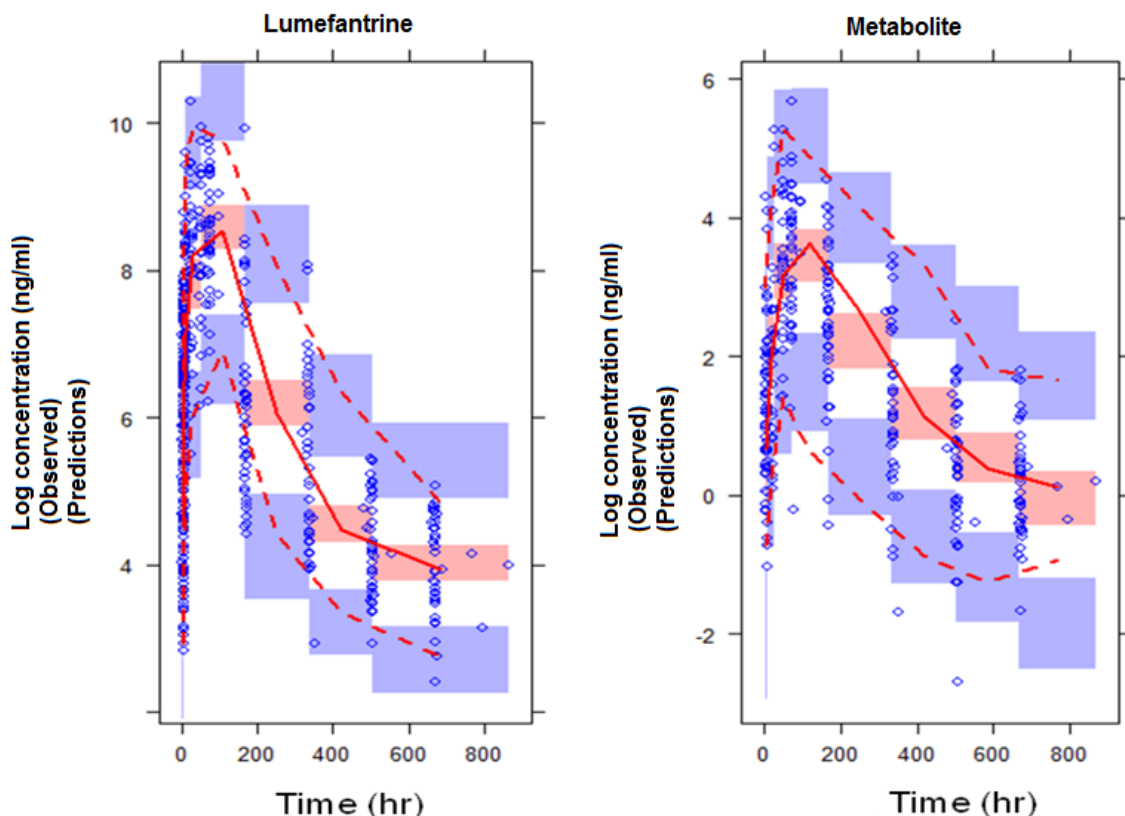 Lumefantrine
Log concentration (ng/ml)
(Observed)
(Predictions)
10
8
6
4
0
200
400
600
800
Time (hr)
Metabolite
Log concentration (ng/ml)
(Observed)
(Predictions)
6
4
2
0
-2
0
200
400
600
800
Time (hr)